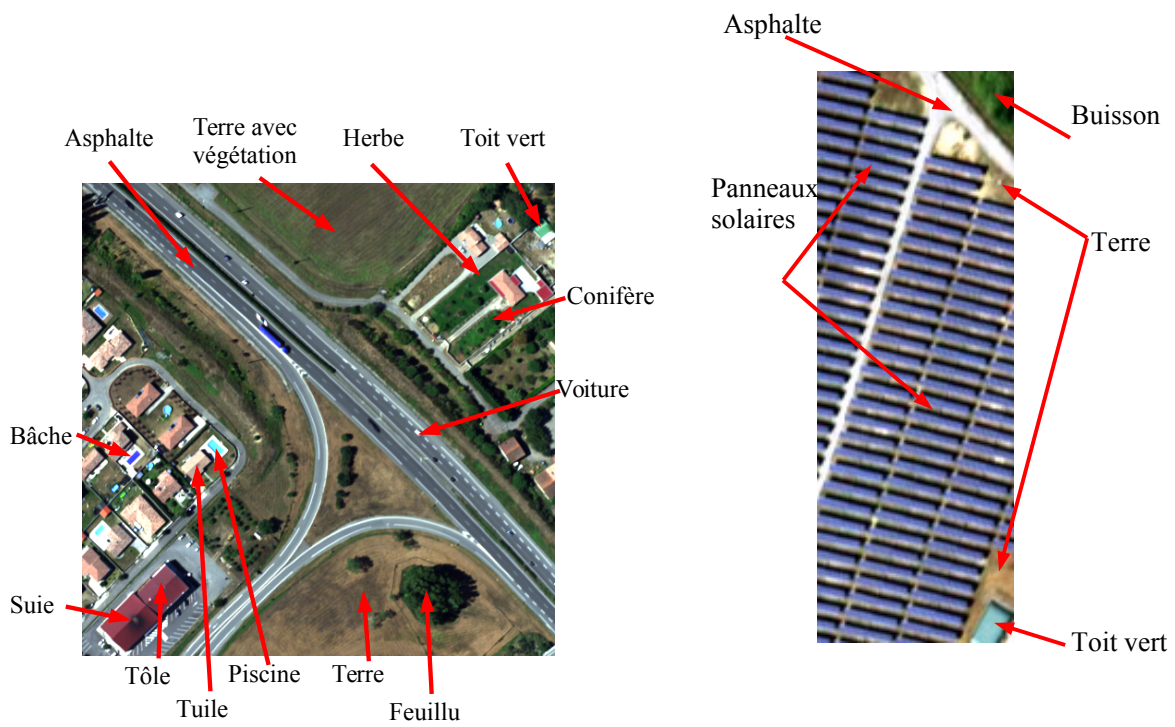 Asphalte
Terre avec
végétation
Herbe
Toit vert
Conifère
Voiture
Bâche
Suie
Tôle
Tuile
Piscine
Terre
Feuillu
Asphalte
Buisson
Panneaux
solaires
Terre
Toit vert